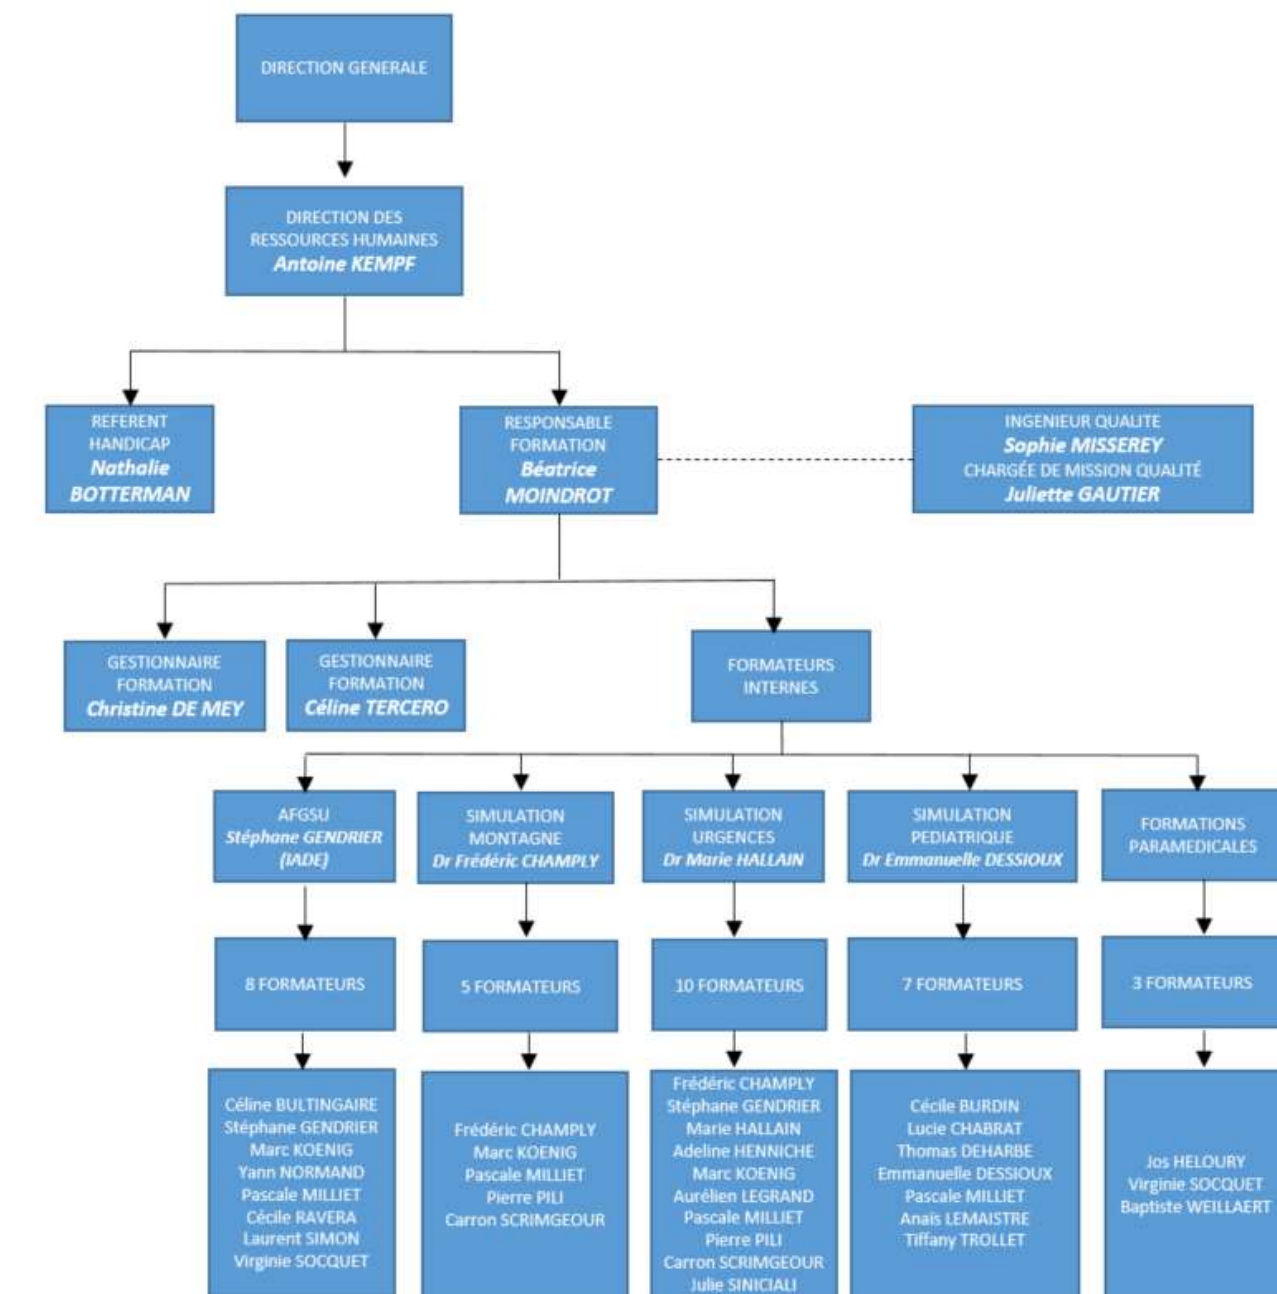 DIRECTION GENERALE
DIRECTION DES
RESSOURCES HUMAINES
Antoine KEMPF
REFERENT
HANDICAP
Nathalie
BOTTERMAN
RESPONSABLE
FORMATION
Béatrice
MOINDROT
INGENIEUR QUALITE
Sophie MISSEREY
CHARGÉE DE MISSION QUALITÉ
Juliette GAUTIER
GESTIONNAIRE
FORMATION
Christine DE MEY
GESTIONNAIRE
FORMATION
Céline TERCERO
FORMATEURS
INTERNES
AFGSU
Stéphane GENDRIER
(IADE)
SIMULATION
MONTAGNE
Dr Frédéric CHAMPLY
SIMULATION
URGENCES
Dr Marie HALLAIN
SIMULATION
PEDIATRIQUE
Dr Emmanuelle DESSIOUX
FORMATIONS
PARAMEDICALES
8 FORMATEURS
5 FORMATEURS
10 FORMATEURS
7 FORMATEURS
3 FORMATEURS
Céline BULTINGAIRE
Stéphane GENDRIER
Marc KOENIG
Yann NORMAND
Pascale MILLIET
Cécile RAVERA
Laurent SIMON
Virginie SOCQUET
Frédéric CHAMPLY
Marc KOENIG
Pascale MILLIET
Pierre PILI
Carron SCRIMGEOUR
Frédéric CHAMPLY
Stéphane GENDRIER
Marie HALLAIN
Adeline HENNICHE
Marc KOENIG
Aurélien LEGRAND
Pascale MILLIET
Pierre PILI
Carron SCRIMGEOUR
Julie SINICIALI
Cécile BURDIN
Lucie CHABRAT
Thomas DEHARBE
Emmanuelle DESSIOUX
Pascale MILLIET
Anaïs LEMAISTRE
Tiffany TROLLET
Jos HELOURY
Virginie SOCQUET
Baptiste WEILLAERT